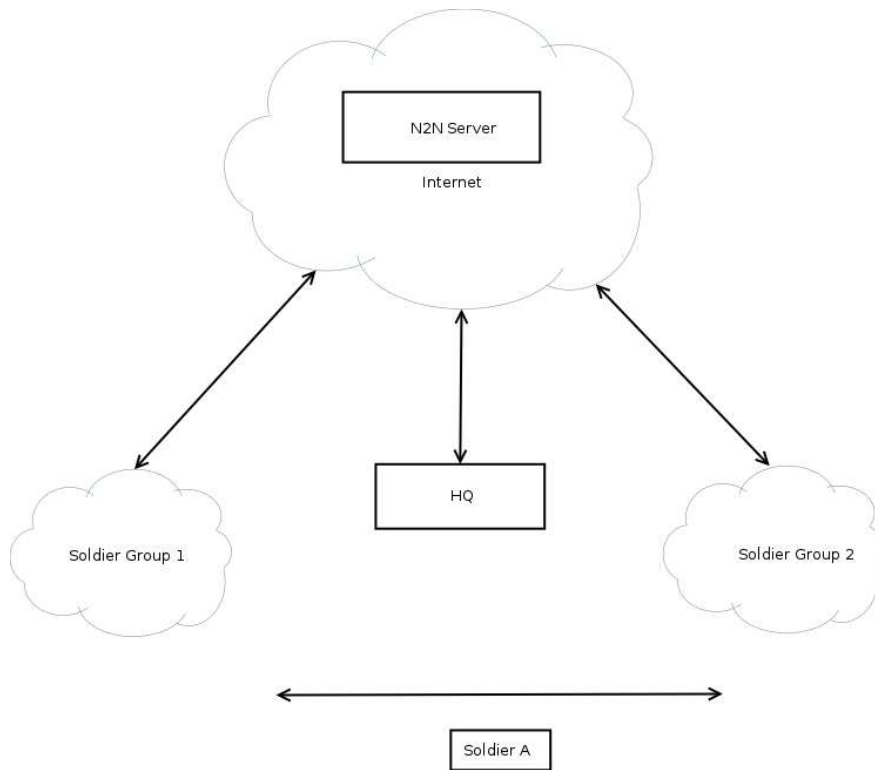 N2N Server
Internet
HQ
Soldier Group 1
Soldier Group 2
Soldier A